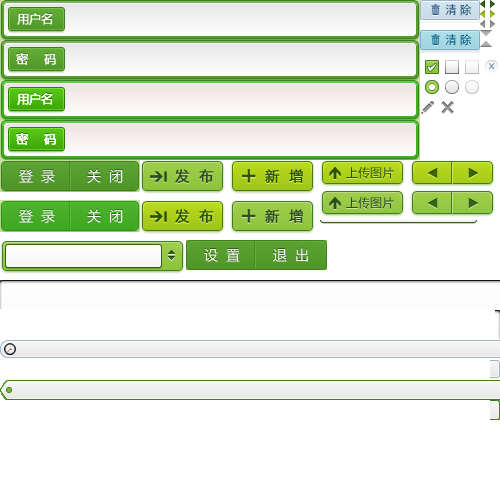 用户名
清 除
密 码
清 除
用户名
密 码
登 录 关 闭 发 布 新 增 上传图片
登 录 关 闭 发 布 新 增 上传图片
设 置 退 出